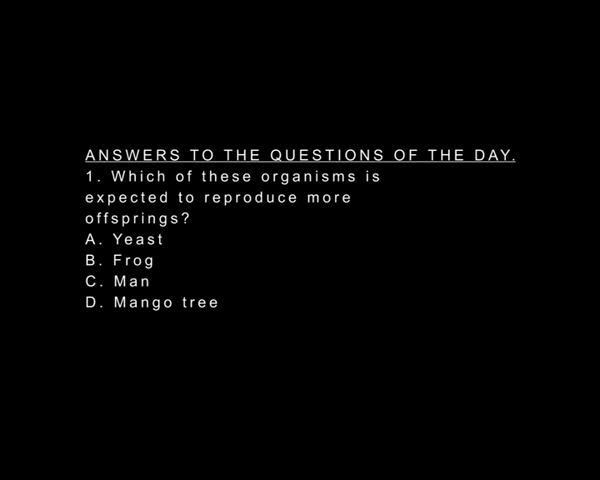 ANSWERS TO THE QUESTIONS OF THE DAY.
1. Which of these organisms is
expected to reproduce more
offsprings?
A. Yeast
B. Frog
C. Man
D. Mango tree